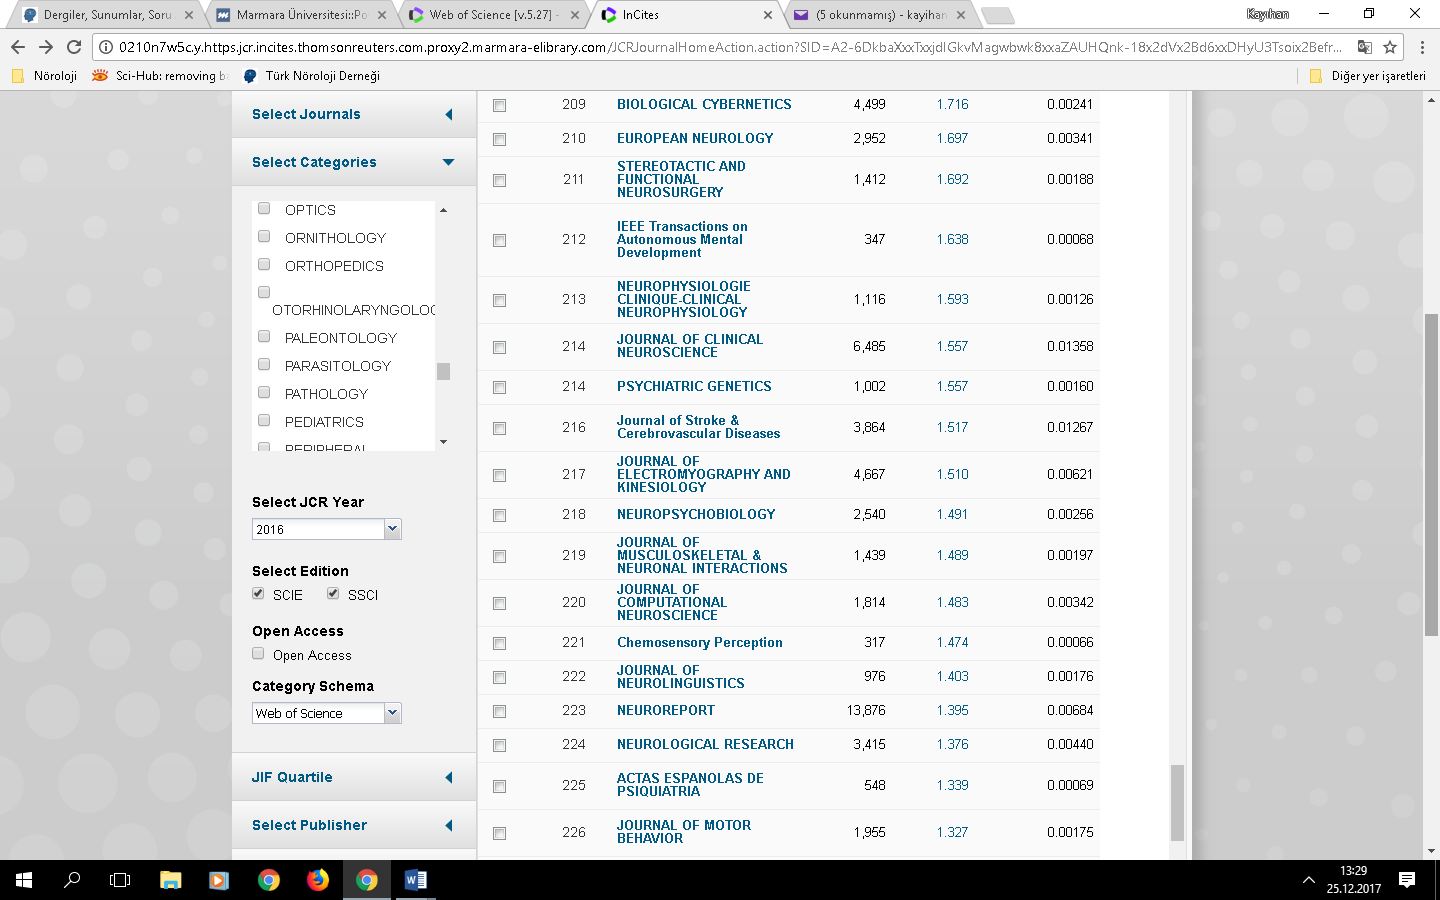 Dergiler, Sunumlar, Soru
Marmara Üniversitesi::Po
Web of Science [v.5.27] -
InCites
(5 okunmamış) - kayihan
Kayıhan
0210n7w5c.y.https.jcr.incites.thomsonreuters.com.proxy2.marmara-elibrary.com/JCRJournalHomeAction.action?
Nöroloji
Sci-Hub: removing
Türk Nöroloji Derneği
Diğer yer işaretleri
Select Journals
Select Categories
OPTICS
ORNITHOLOGY
ORTHOPEDICS
OTORHINOLARYNGOLOG
PALEONTOLOGY
PARASITOLOGY
PATHOLOGY
PEDIATRICS
PERIPHERAL
Select JCR Year
2016
Select Edition
SCIE
SSCI
Open Access
Open Access
Category Schema
Web of Science
JIF Quartile
Select Publisher
209 BIOLOGICAL CYBERNETICS 4,499 1.716 0.00241
210 EUROPEAN NEUROLOGY 2,952 1.697 0.00341
STEREOTACTIC AND
211 FUNCTIONAL 1,412 1.692 0.00188
NEUROSURGERY
IEEE Transactions on
212 Autonomous Mental 347 1.638 0.00068
Development
NEUROPHYSIOLOGIE
213 CLINIQUE-CLINICAL 1,116 1.593 0.00126
NEUROPHYSIOLOGY
JOURNAL OF CLINICAL
214 NEUROSCIENCE 6,485 1.557 0.01358
214 PSYCHIATRIC GENETICS 1,002 1.557 0.00160
Journal of Stroke &
216 Cerebrovascular Diseases 3,864 1.517 0.01267
JOURNAL OF
217 ELECTROMYOGRAPHY AND 4,667 1.510 0.00621
KINESIOLOGY
218 NEUROPSYCHOBIOLOGY 2,540 1.491 0.00256
JOURNAL OF
219 MUSCULOSKELETAL & 1,439 1.489 0.00197
NEURONAL INTERACTIONS
JOURNAL OF
220 COMPUTATIONAL 1,814 1.483 0.00342
NEUROSCIENCE
221 Chemosensory Perception 317 1.474 0.00066
JOURNAL OF
222 NEUROLINGUISTICS 976 1.403 0.00176
223 NEUROREPORT 13,876 1.395 0.00684
224 NEUROLOGICAL RESEARCH 3,415 1.376 0.00440
ACTAS ESPANOLAS DE
225 PSIQUIATRIA 548 1.339 0.00069
JOURNAL OF MOTOR
226 BEHAVIOR 1,955 1.327 0.00175
13:29
25.12.2017